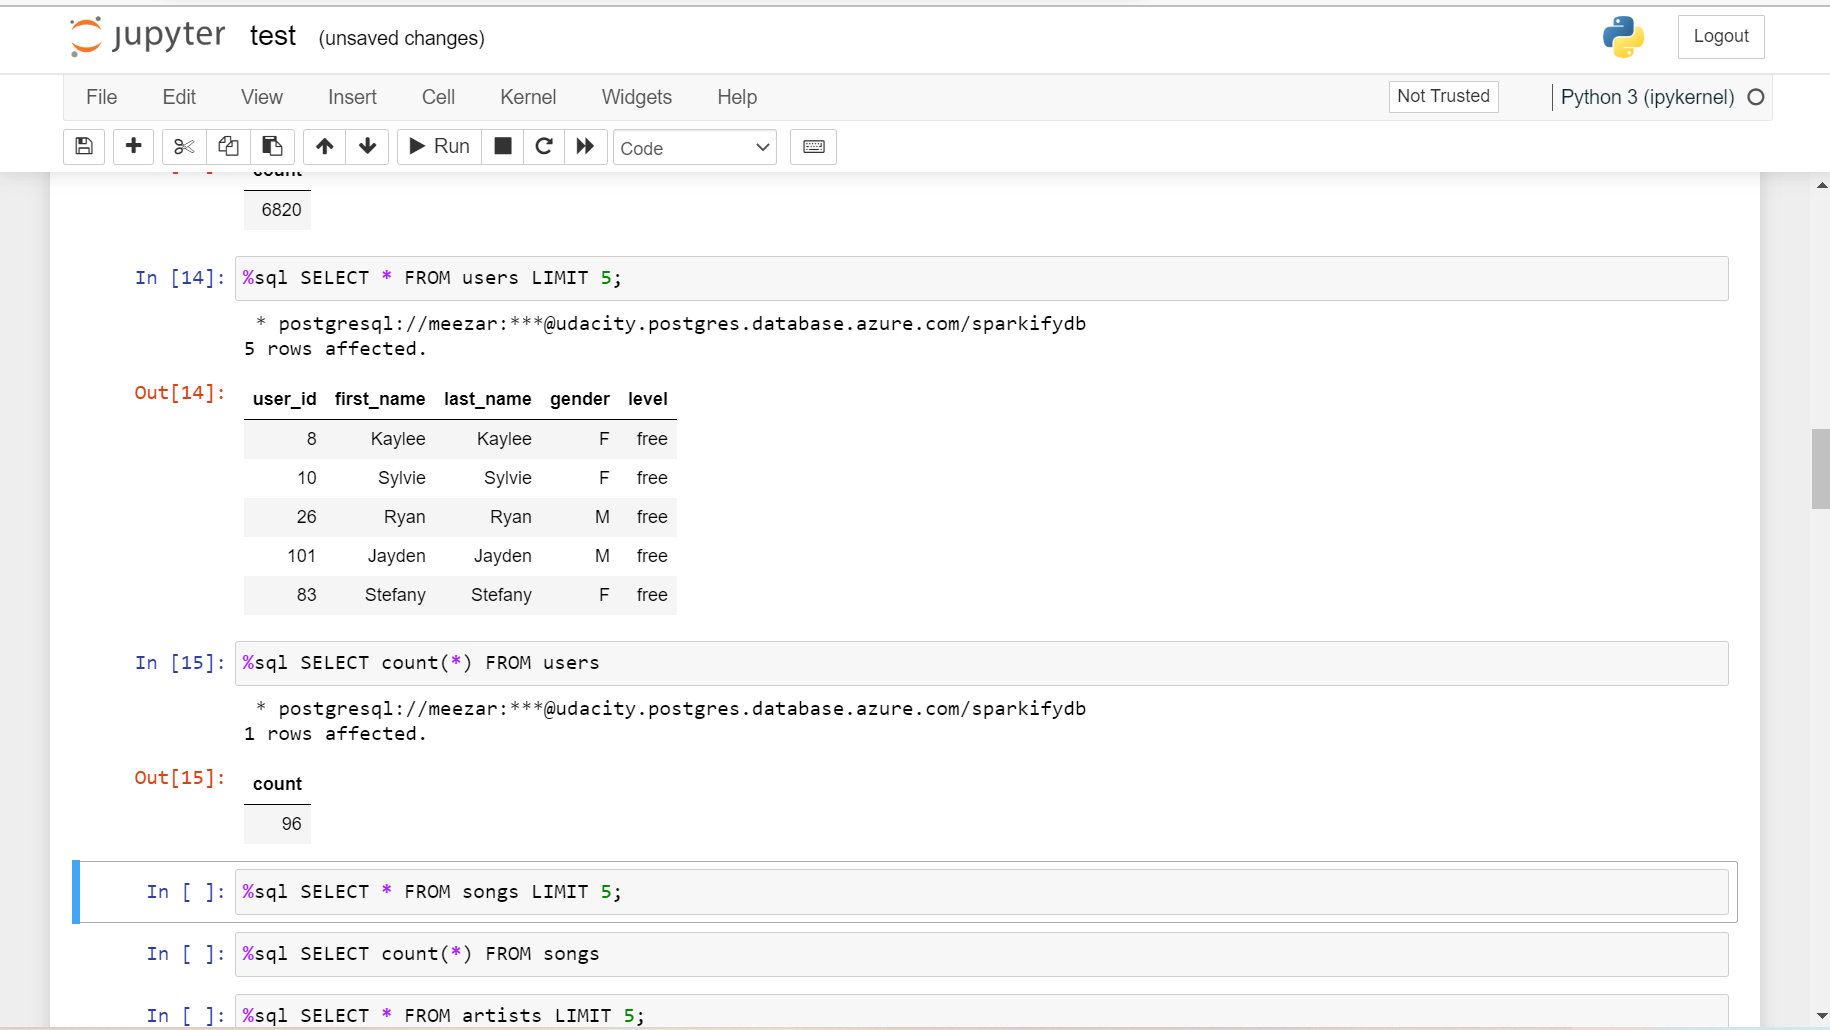 jupyter test (unsaved changes) Logout
File Edit View Insert Cell Kernel Widgets Help Not Trusted Python 3 (ipykernel)
Run Code
count
6820
In [14]: %sql SELECT * FROM users LIMIT 5;
* postgresql://meezar:***@udacity.postgres.database.azure.com/sparkifydb
5 rows affected.
Out[14]: user_id first_name last_name gender level
8 Kaylee Kaylee F free
10 Sylvie Sylvie F free
26 Ryan Ryan M free
101 Jayden Jayden M free
83 Stefany Stefany F free
In [15]: %sql SELECT count(*) FROM users
* postgresql://meezar:***@udacity.postgres.database.azure.com/sparkifydb
1 rows affected.
Out[15]: count
96
In [ ]: %sql SELECT * FROM songs LIMIT 5;
In [ ]: %sql SELECT count(*) FROM songs
In [ ]: %sql SELECT * FROM artists LIMIT 5;